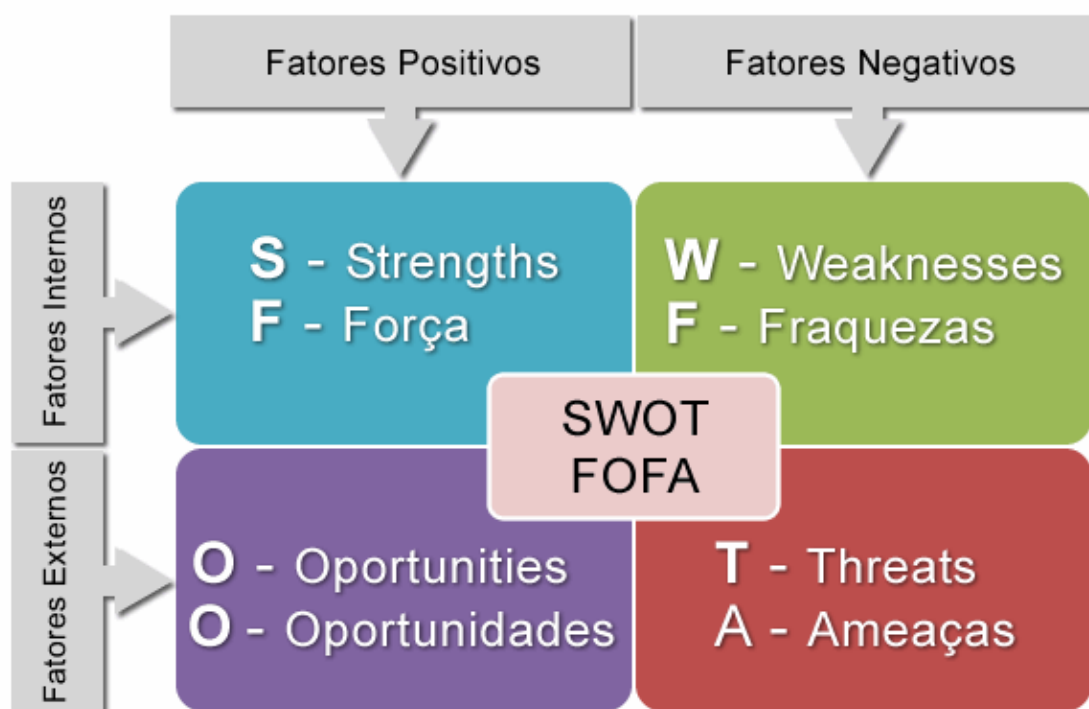 Fatores Positivos
Fatores Negativos
Fatores Internos
S - Strengths
F - Força
W - Weaknesses
F - Fraquezas
SWOT
FOFA
Fatores Externos
O - Oportunities
O - Oportunidades
T - Threats
A - Ameaças